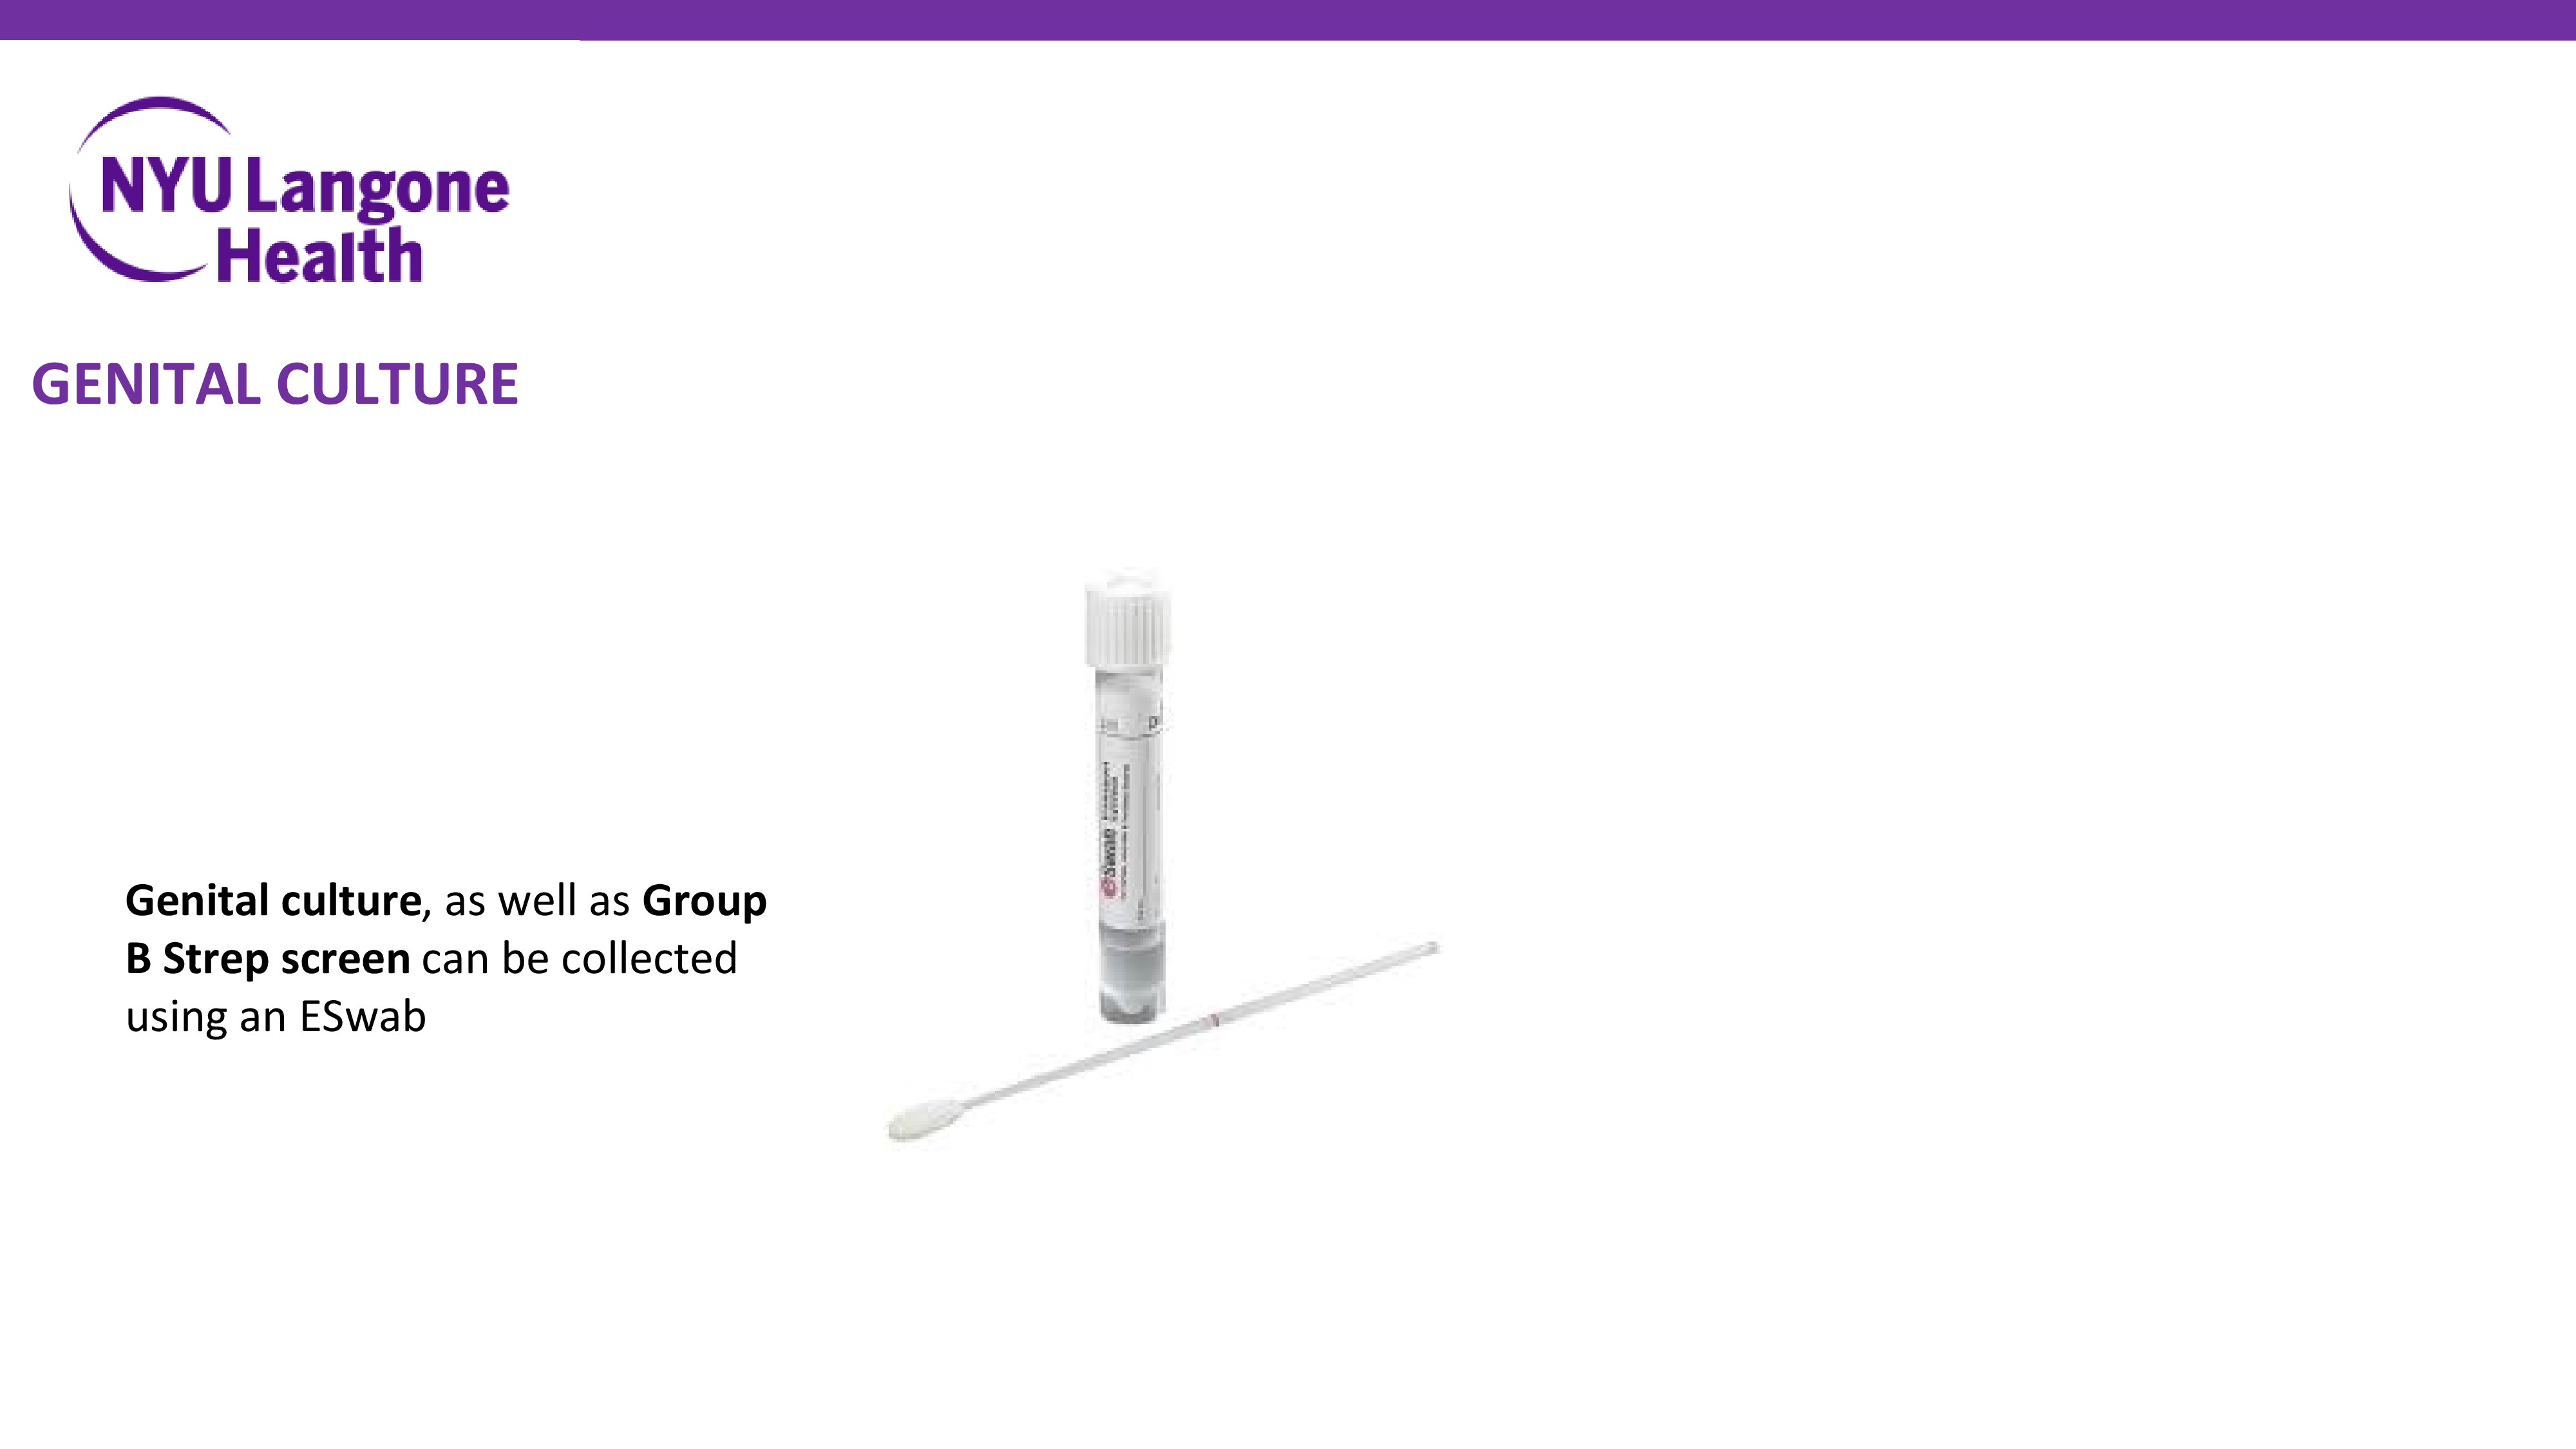 NYU Langone
Health
GENITAL CULTURE
ESwab
Genital culture, as well as Group
B Strep screen can be collected
using an ESwab